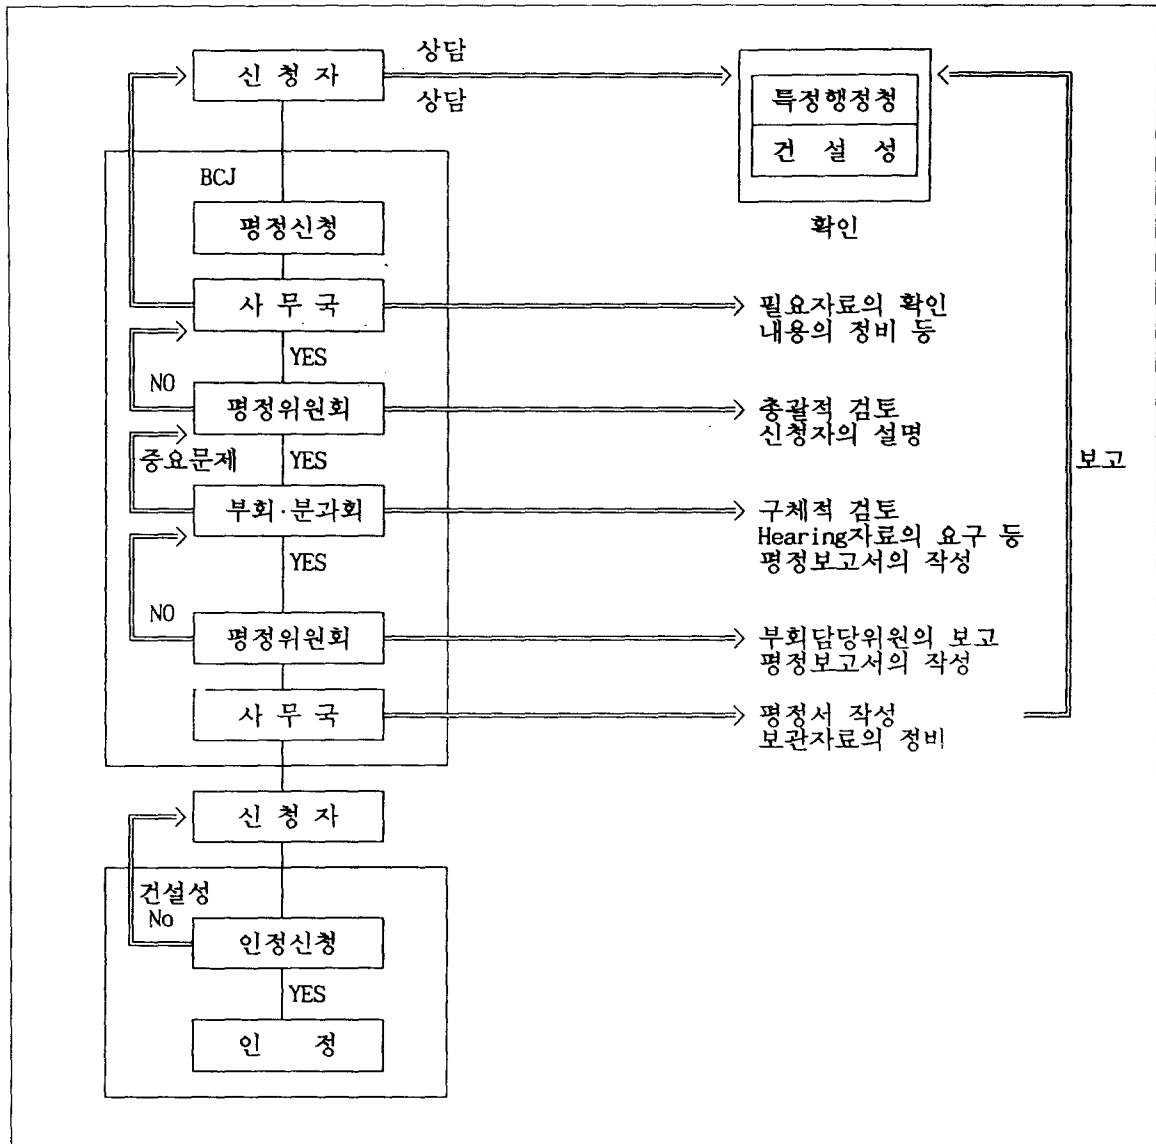 상담
신 청 자
상담
특정행정청
건 설 성
확인
BCJ
평정신청
사 무 국
필요자료의 확인
내용의 정비 등
YES
NO
평정위원회
총괄적 검토
신청자의 설명
중요문제
YES
보고
부회·분과회
구체적 검토
Hearing자료의 요구 등
평정보고서의 작성
YES
NO
평정위원회
부회담당위원의 보고
평정보고서의 작성
사 무 국
평정서 작성
보관자료의 정비
신 청 자
건설성
No
인정신청
YES
인 정